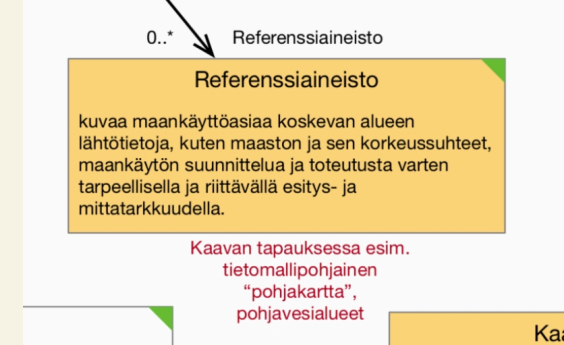 0..* Referenssiaineisto
Referenssiaineisto
kuvaa maankäyttöasiaa koskevan alueen
lähtötietoja, kuten maaston ja sen korkeussuhteet,
maankäytön suunnittelua ja toteutusta varten
tarpeellisella ja riittävällä esitys- ja
mittatarkkuudella.
Kaavan tapauksessa esim.
tietomallipohjainen
“pohjakartta”,
pohjavesialueet